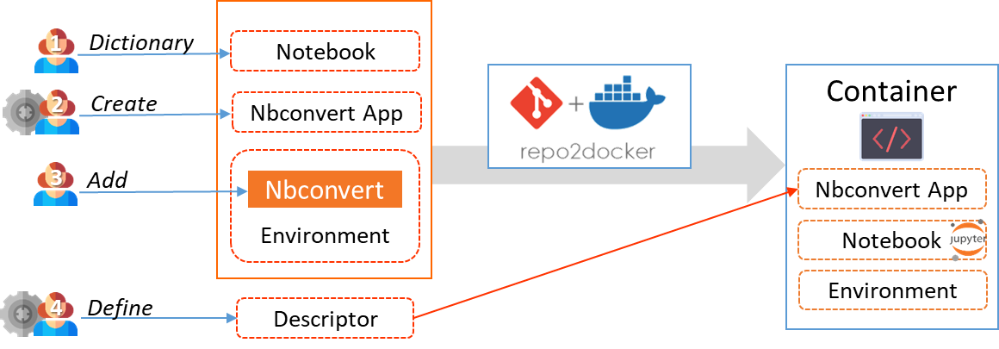 1 Dictionary
Notebook
2 Create
Nbconvert App
3 Add
Nbconvert
Environment
4 Define
Descriptor
+
repo2docker
Container
</>
Nbconvert App
Notebook
Jupyter
Environment